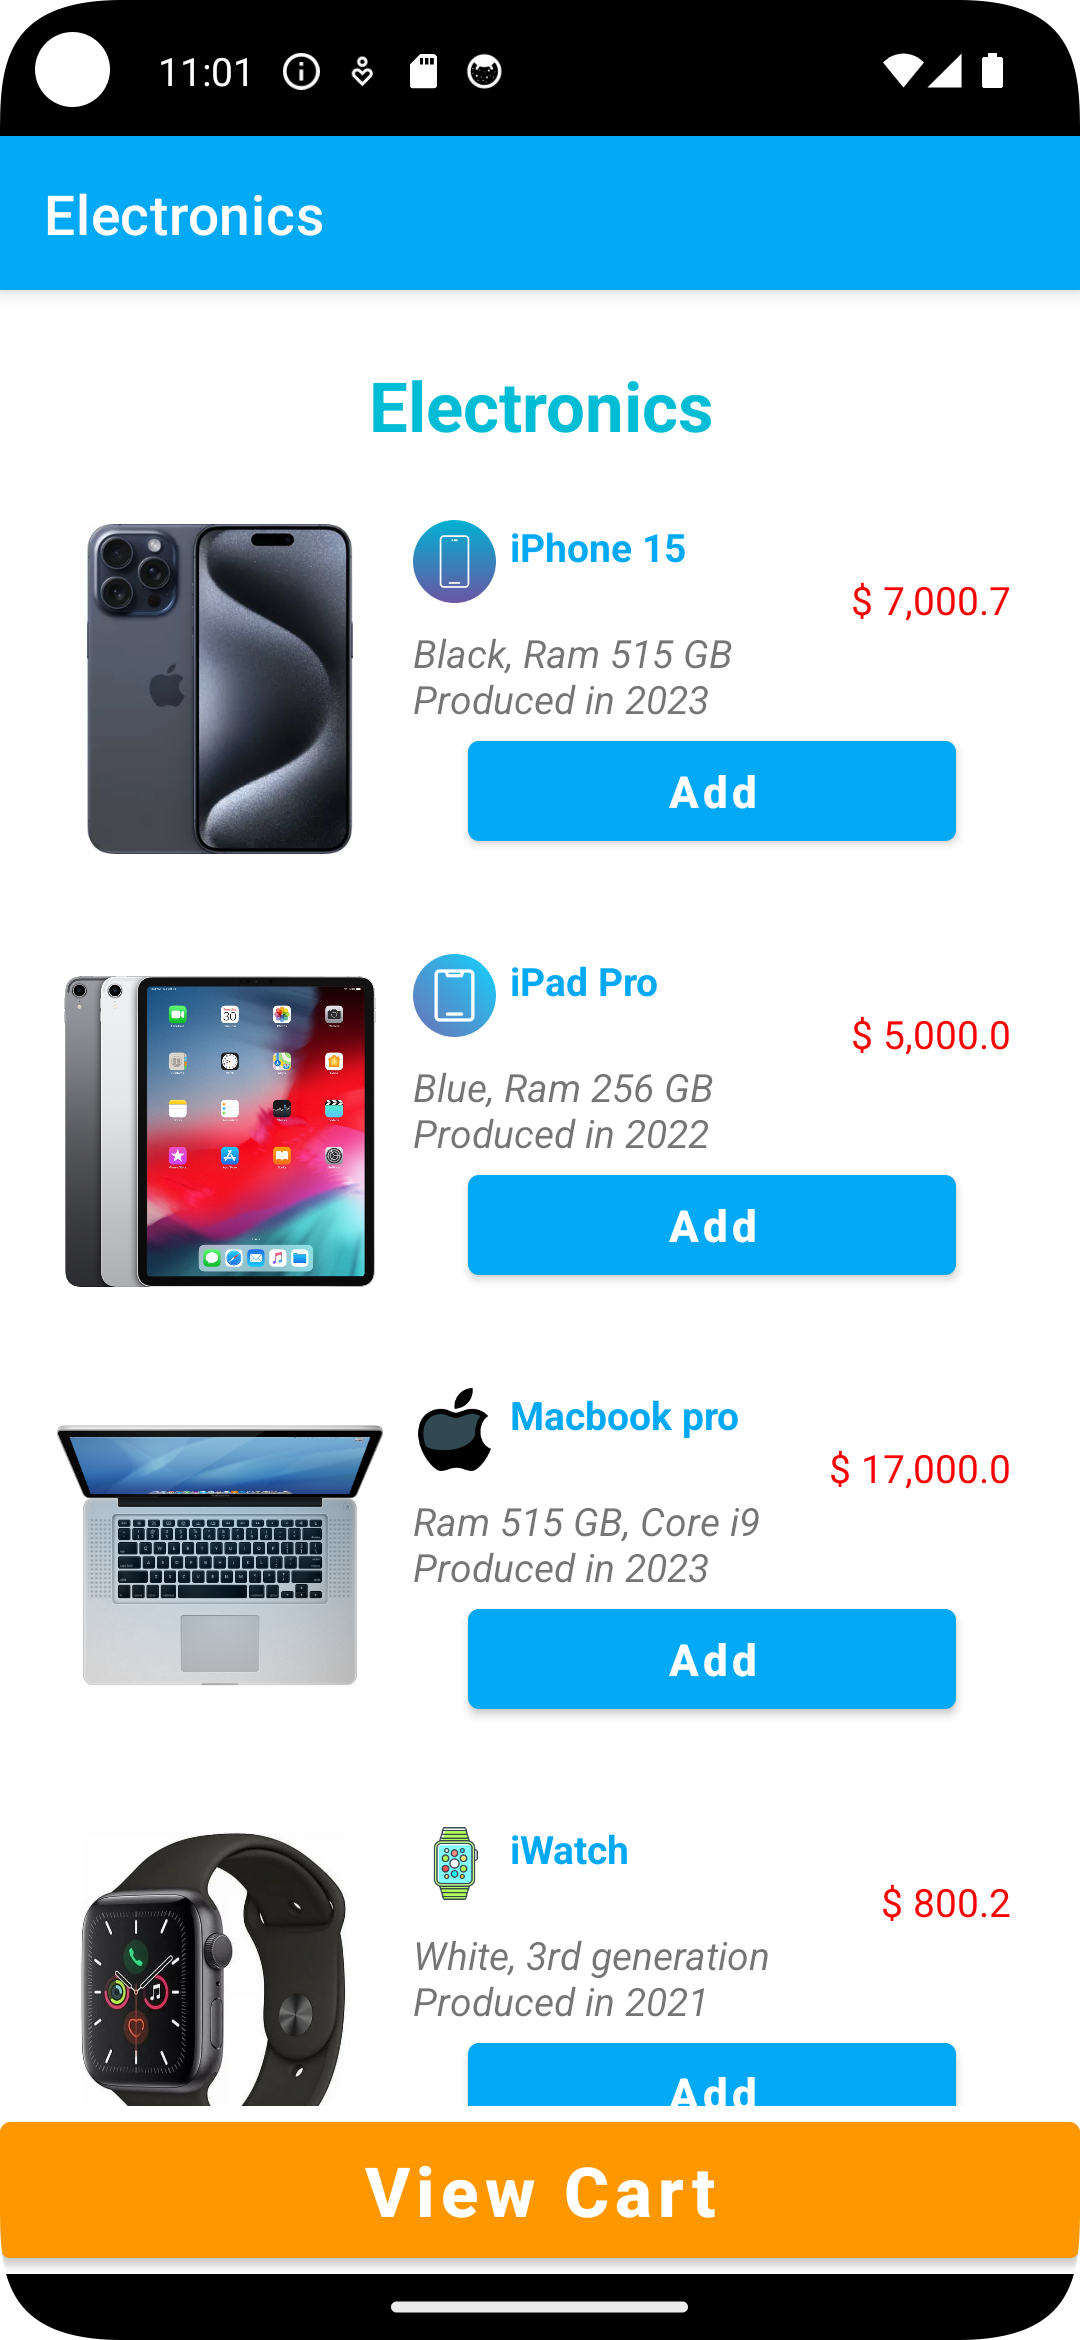 11:01
Electronics
Electronics
iPhone 15
$ 7,000.7
Black, Ram 515 GB
Produced in 2023
Add
iPad Pro
$ 5,000.0
Blue, Ram 256 GB
Produced in 2022
Add
Macbook pro
$ 17,000.0
Ram 515 GB, Core i9
Produced in 2023
Add
iWatch
$ 800.2
White, 3rd generation
Produced in 2021
Add
View Cart